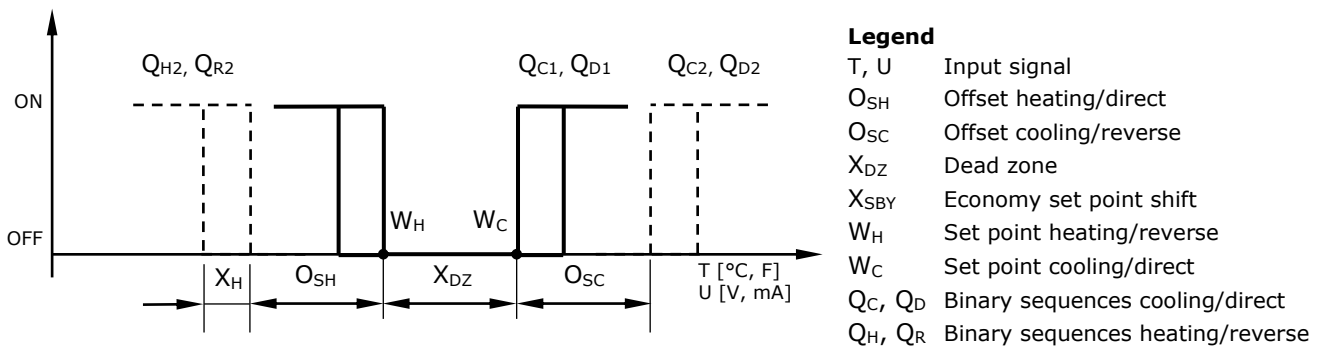 QH2, QR2
QC1, QD1
QC2, QD2
ON
OFF
WH
WC
XH
OSH
XDZ
OSC
T [°C, F]
U [V, mA]
Legend
T, U Input signal
OSH Offset heating/direct
OSC Offset cooling/reverse
XDZ Dead zone
XSBY Economy set point shift
WH Set point heating/reverse
WC Set point cooling/direct
QC, QD Binary sequences cooling/direct
QH, QR Binary sequences heating/reverse